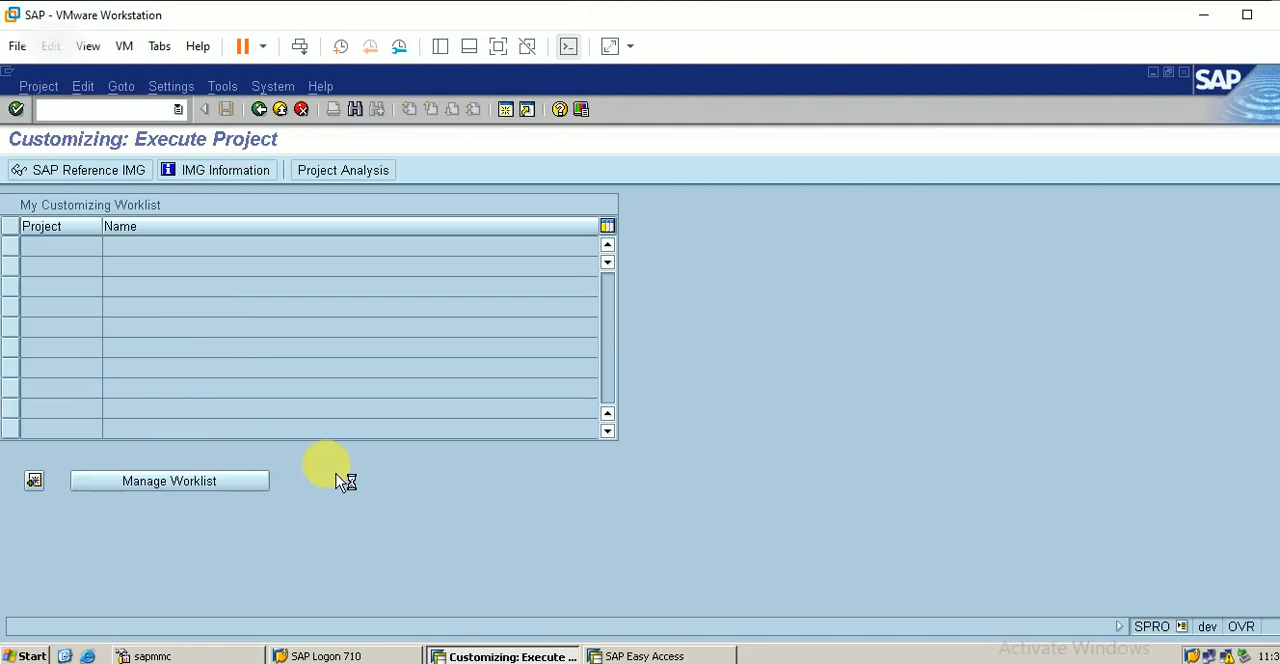 SAP - VMware Workstation
File Edit View VM Tabs Help
Project Edit Goto Settings Tools System Help
SAP
Customizing: Execute Project
SAP Reference IMG IMG Information Project Analysis
My Customizing Worklist
Project Name
Manage Worklist
SPRO dev OVR
Activate Windows
Start sapmmc SAP Logon 710 Customizing: Execute ... SAP Easy Access 11:3